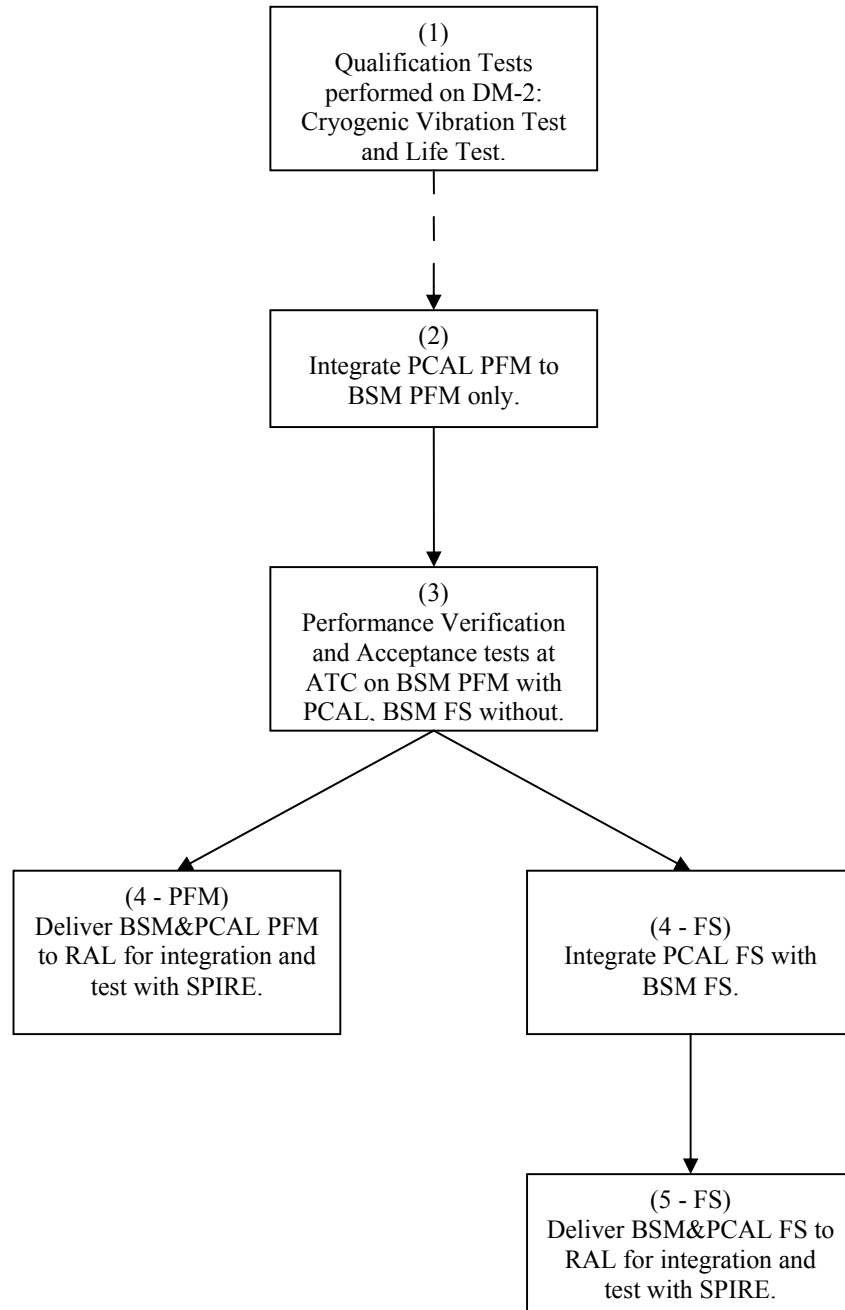 (1)
Qualification Tests
performed on DM-2:
Cryogenic Vibration Test
and Life Test.
(2)
Integrate PCAL PFM to
BSM PFM only.
(3)
Performance Verification
and Acceptance tests at
ATC on BSM PFM with
PCAL, BSM FS without.
(4 - PFM)
Deliver BSM&PCAL PFM
to RAL for integration and
test with SPIRE.
(4 - FS)
Integrate PCAL FS with
BSM FS.
(5 - FS)
Deliver BSM&PCAL FS to
RAL for integration and
test with SPIRE.